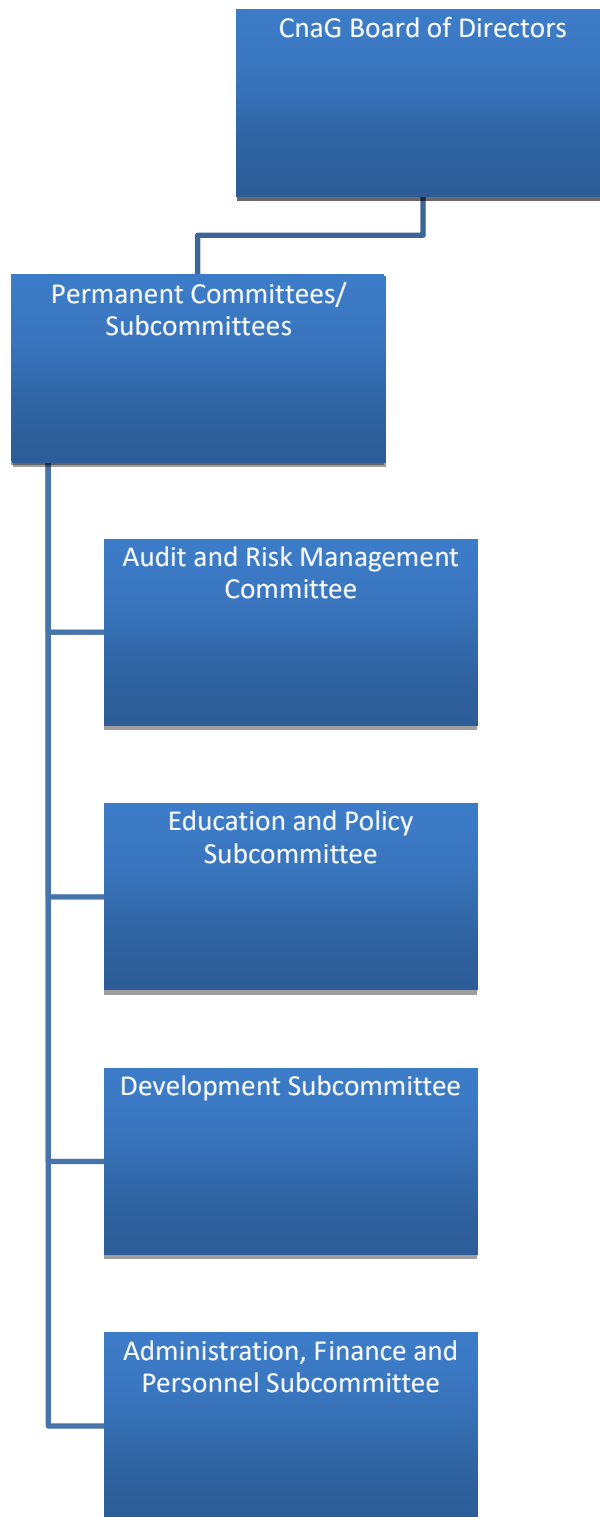 CnaG Board of Directors
Permanent Committees/
Subcommittees
Audit and Risk Management
Committee
Education and Policy
Subcommittee
Development Subcommittee
Administration, Finance and
Personnel Subcommittee